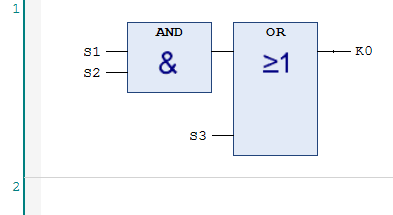 1
AND OR
S1 & ≥1 K0
S2
S3
2